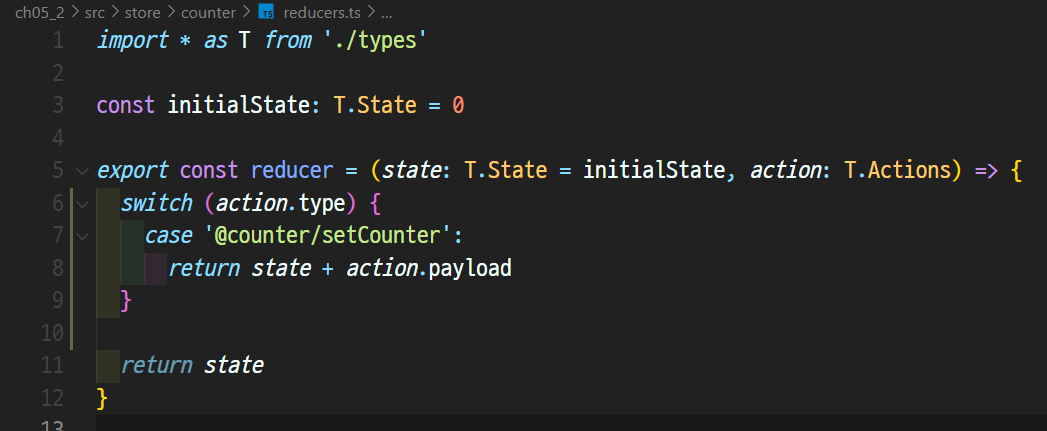 ch05_2 > src > store > counter > TS reducers.ts > ...
1 import * as T from './types'
2
3 const initialState: T.State = 0
4
5 export const reducer = (state: T.State = initialState, action: T.Actions) => {
6 switch (action.type) {
7 case '@counter/setCounter':
8 return state + action.payload
9 }
10
11 return state
12 }
13